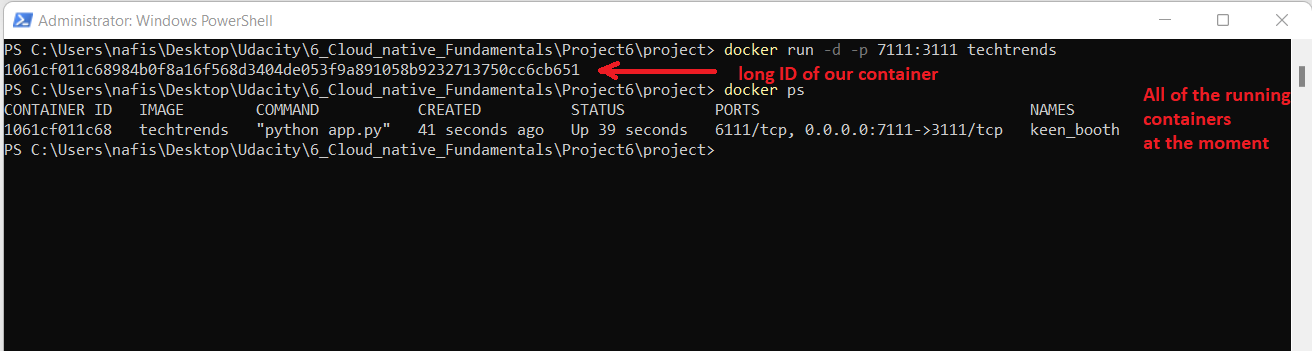 Administrator: Windows PowerShell
PS C:\Users\nafis\Desktop\Udacity\6_Cloud_native_Fundamentals\Project6\project> docker run -d -p 7111:3111 techtrends
1061cf011c68984b0f8a16f568d3404de053f9a891058b9232713750cc6cb651
long ID of our container
PS C:\Users\nafis\Desktop\Udacity\6_Cloud_native_Fundamentals\Project6\project> docker ps
CONTAINER ID   IMAGE        COMMAND           CREATED          STATUS          PORTS                              NAMES
1061cf011c68   techtrends   "python app.py"   41 seconds ago   Up 39 seconds   6111/tcp, 0.0.0.0:7111->3111/tcp   keen_booth
PS C:\Users\nafis\Desktop\Udacity\6_Cloud_native_Fundamentals\Project6\project>
All of the running
containers
at the moment